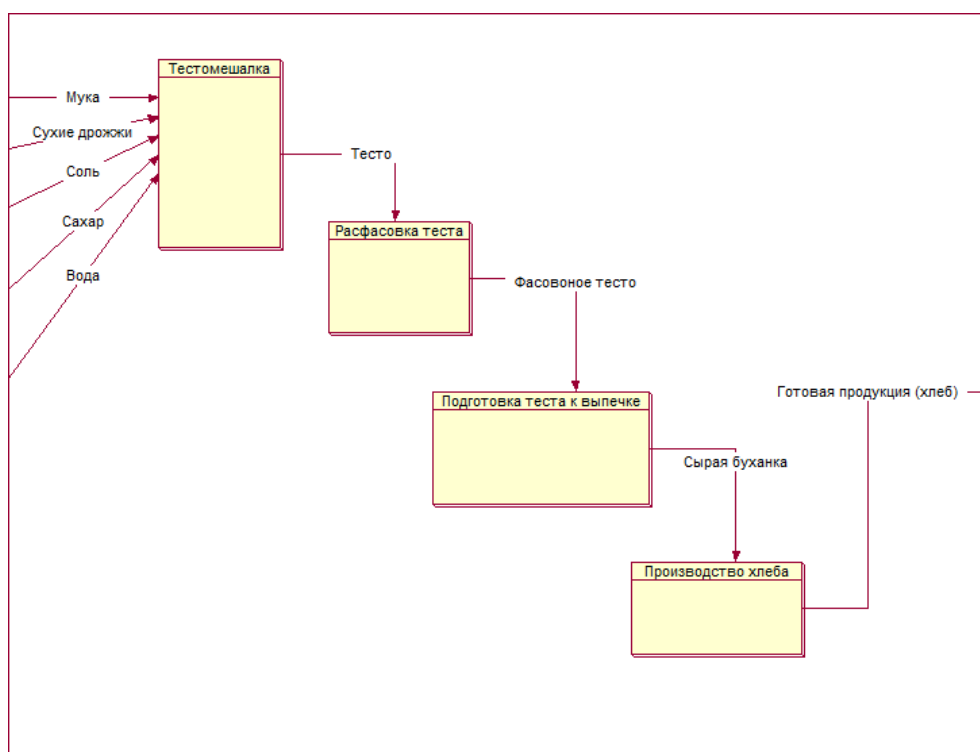 Тестомешалка
Мука
Сухие дрожжи
Соль
Сахар
Вода
Тесто
Расфасовка теста
Фасовоное тесто
Подготовка теста к выпечке
Готовая продукция (хлеб)
Сырая буханка
Производство хлеба